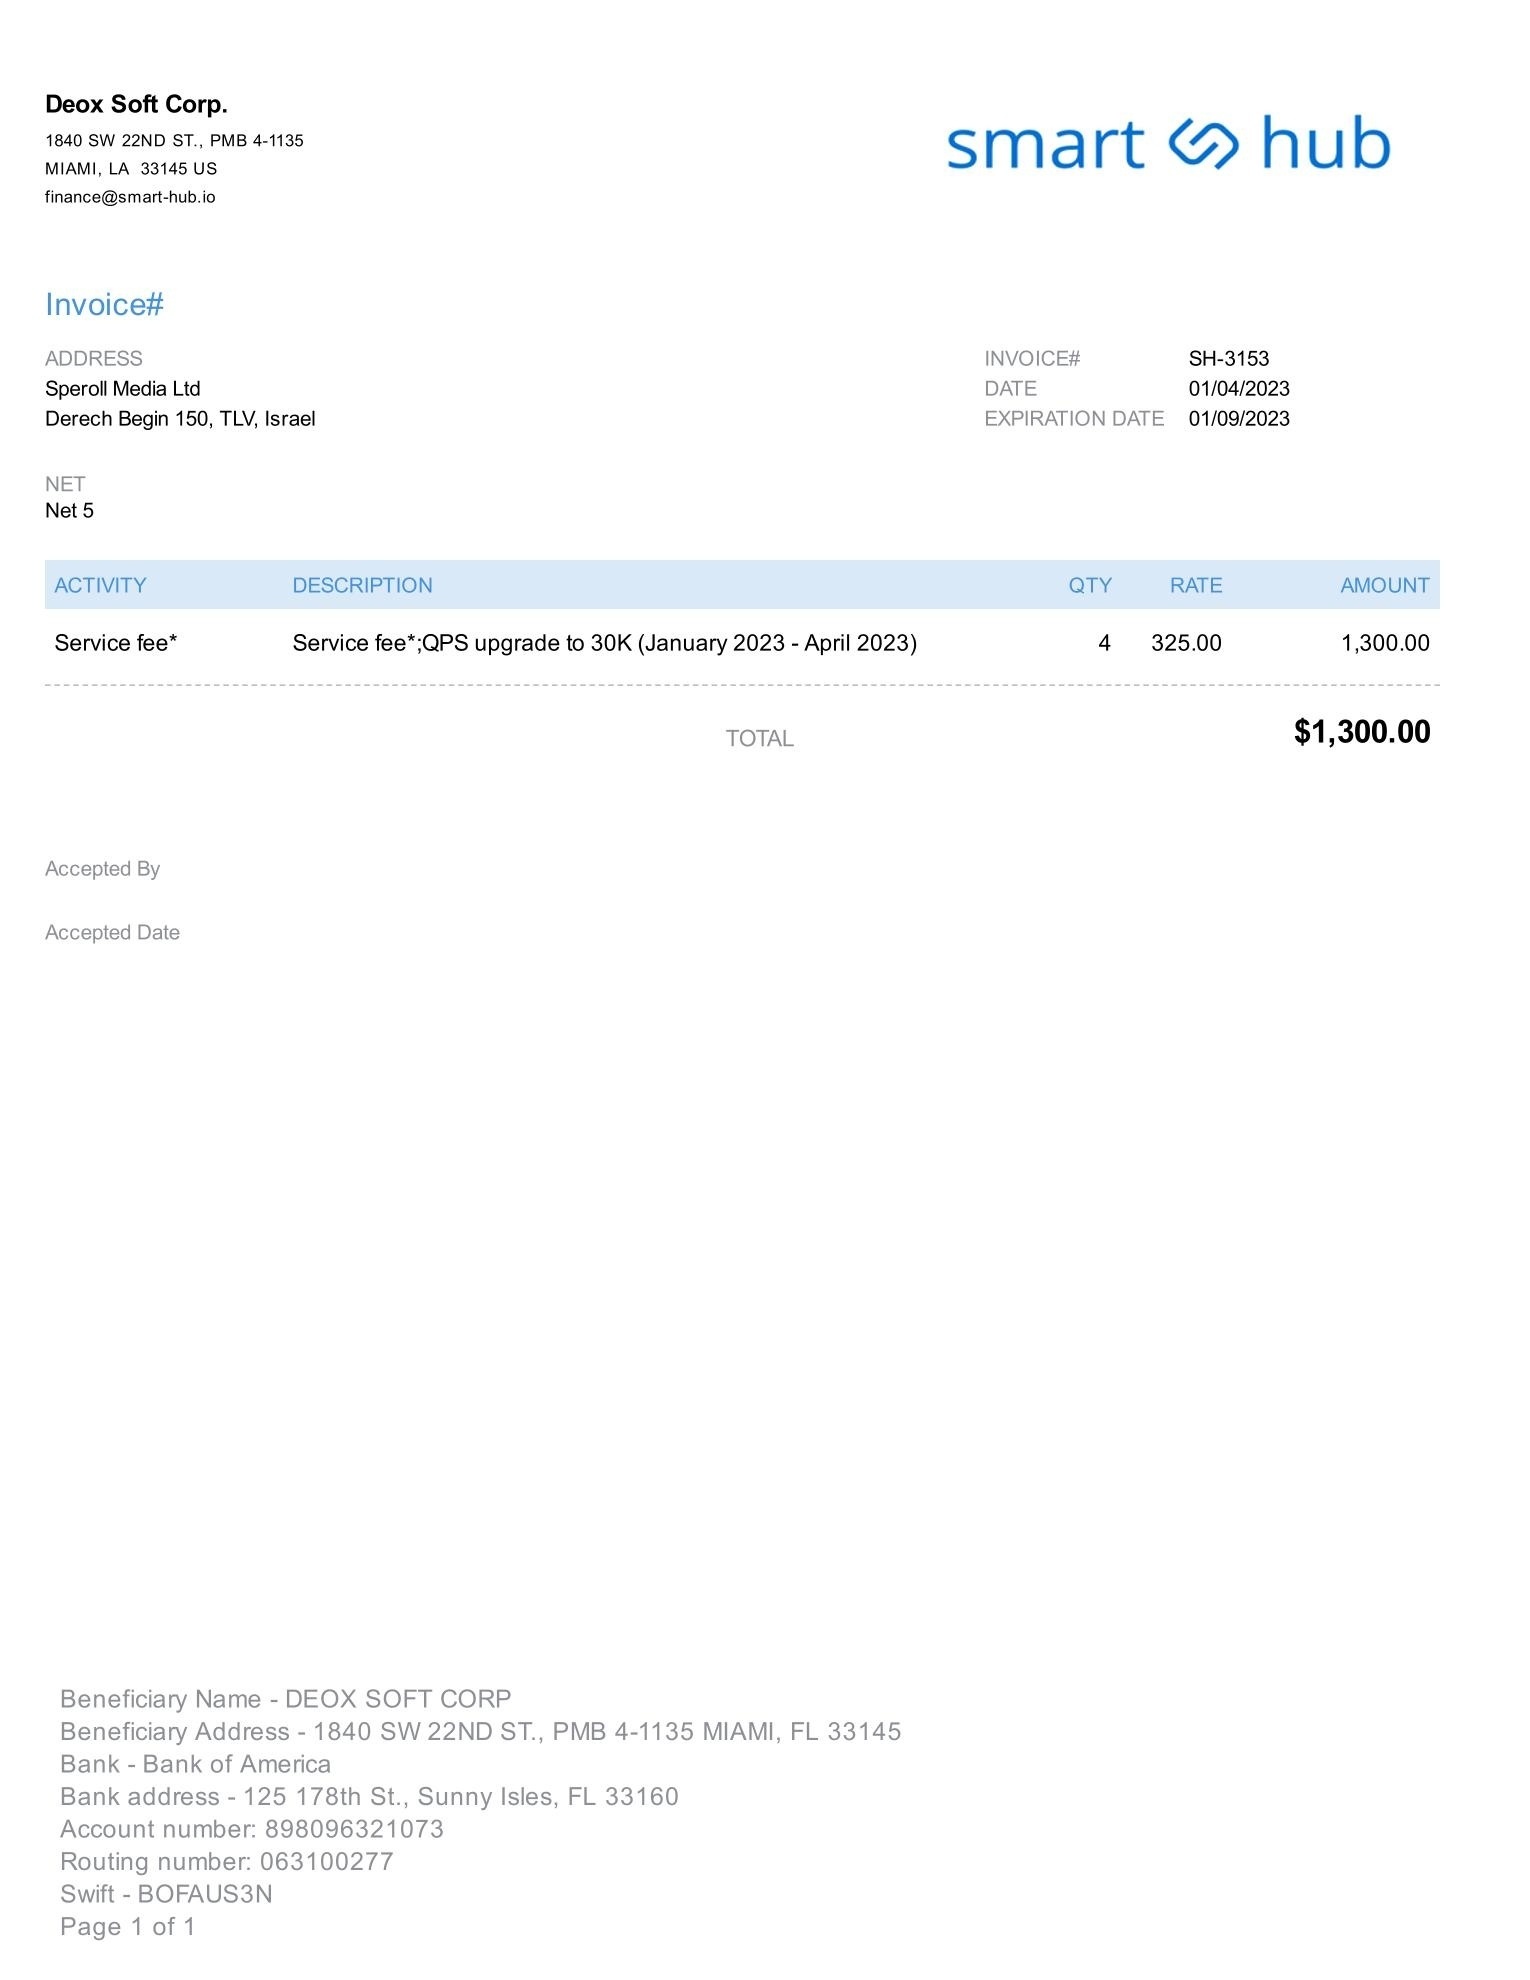 Deox Soft Corp.
1840 SW 22ND ST., PMB 4-1135
MIAMI, LA  33145 US
finance@smart-hub.io
smart hub
Invoice#
ADDRESS
Speroll Media Ltd
Derech Begin 150, TLV, Israel
INVOICE# SH-3153
DATE 01/04/2023
EXPIRATION DATE 01/09/2023
NET
Net 5
ACTIVITY DESCRIPTION QTY RATE AMOUNT
Service fee* Service fee*;QPS upgrade to 30K (January 2023 - April 2023) 4 325.00 1,300.00
TOTAL $1,300.00
Accepted By
Accepted Date
Beneficiary Name - DEOX SOFT CORP
Beneficiary Address - 1840 SW 22ND ST., PMB 4-1135 MIAMI, FL 33145
Bank - Bank of America
Bank address - 125 178th St., Sunny Isles, FL 33160
Account number: 898096321073
Routing number: 063100277
Swift - BOFAUS3N
Page 1 of 1